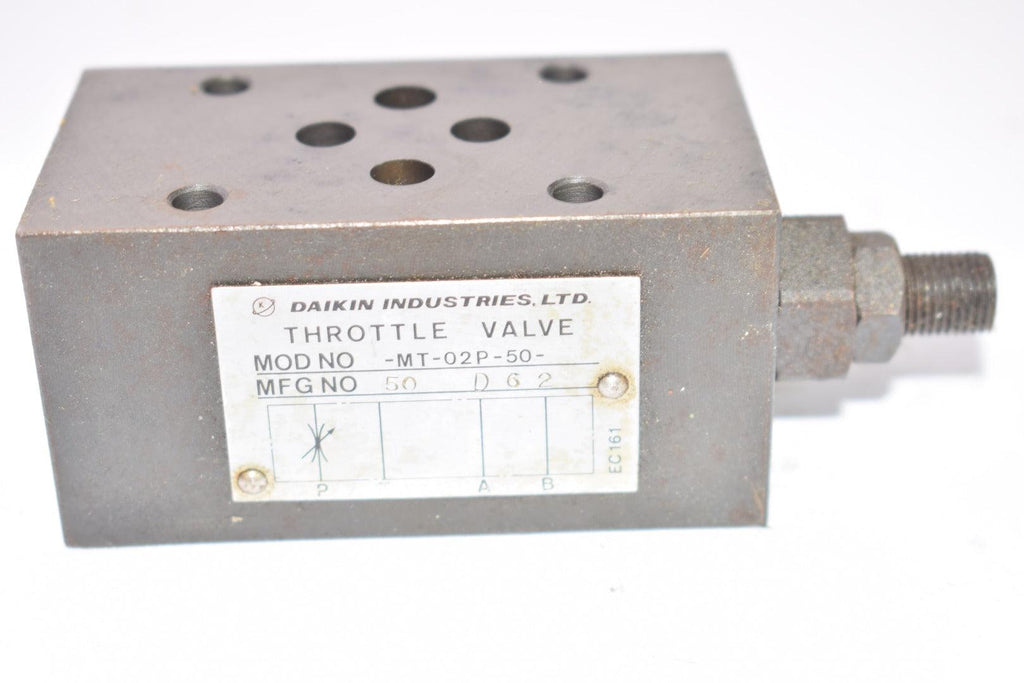 K DAIKIN INDUSTRIES, LTD.
THROTTLE VALVE
MOD NO -MT-02P-50-
MFG NO 50 D62
P A B
EC161